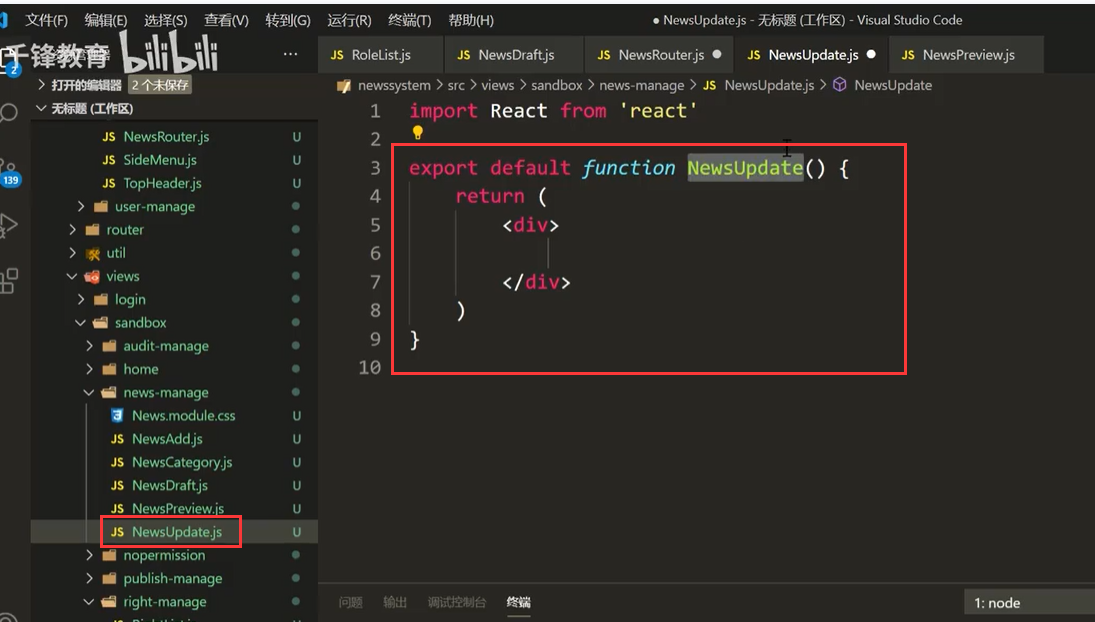 文件(F) 编辑(E) 选择(S) 查看(V) 转到(G) 运行(R) 终端(T) 帮助(H) ● NewsUpdate.js - 无标题 (工作区) - Visual Studio Code
千锋教育 bilibili
2
139
打开的编辑器 2 个未保存
无标题 (工作区)
JS NewsRouter.js U
JS SideMenu.js U
JS TopHeader.js U
user-manage
router
util
views
login
sandbox
audit-manage
home
news-manage
News.module.css U
JS NewsAdd.js U
JS NewsCategory.js U
JS NewsDraft.js U
JS NewsPreview.js U
JS NewsUpdate.js U
nopermission
publish-manage
right-manage
JS RoleList.js JS NewsDraft.js JS NewsRouter.js ● JS NewsUpdate.js ● JS NewsPreview.js
newssystem > src > views > sandbox > news-manage > JS NewsUpdate.js > NewsUpdate
1 import React from 'react'
2
3 export default function NewsUpdate() {
4 return (
5 <div>
6
7 </div>
8 )
9 }
10
问题 输出 调试控制台 终端 1: node